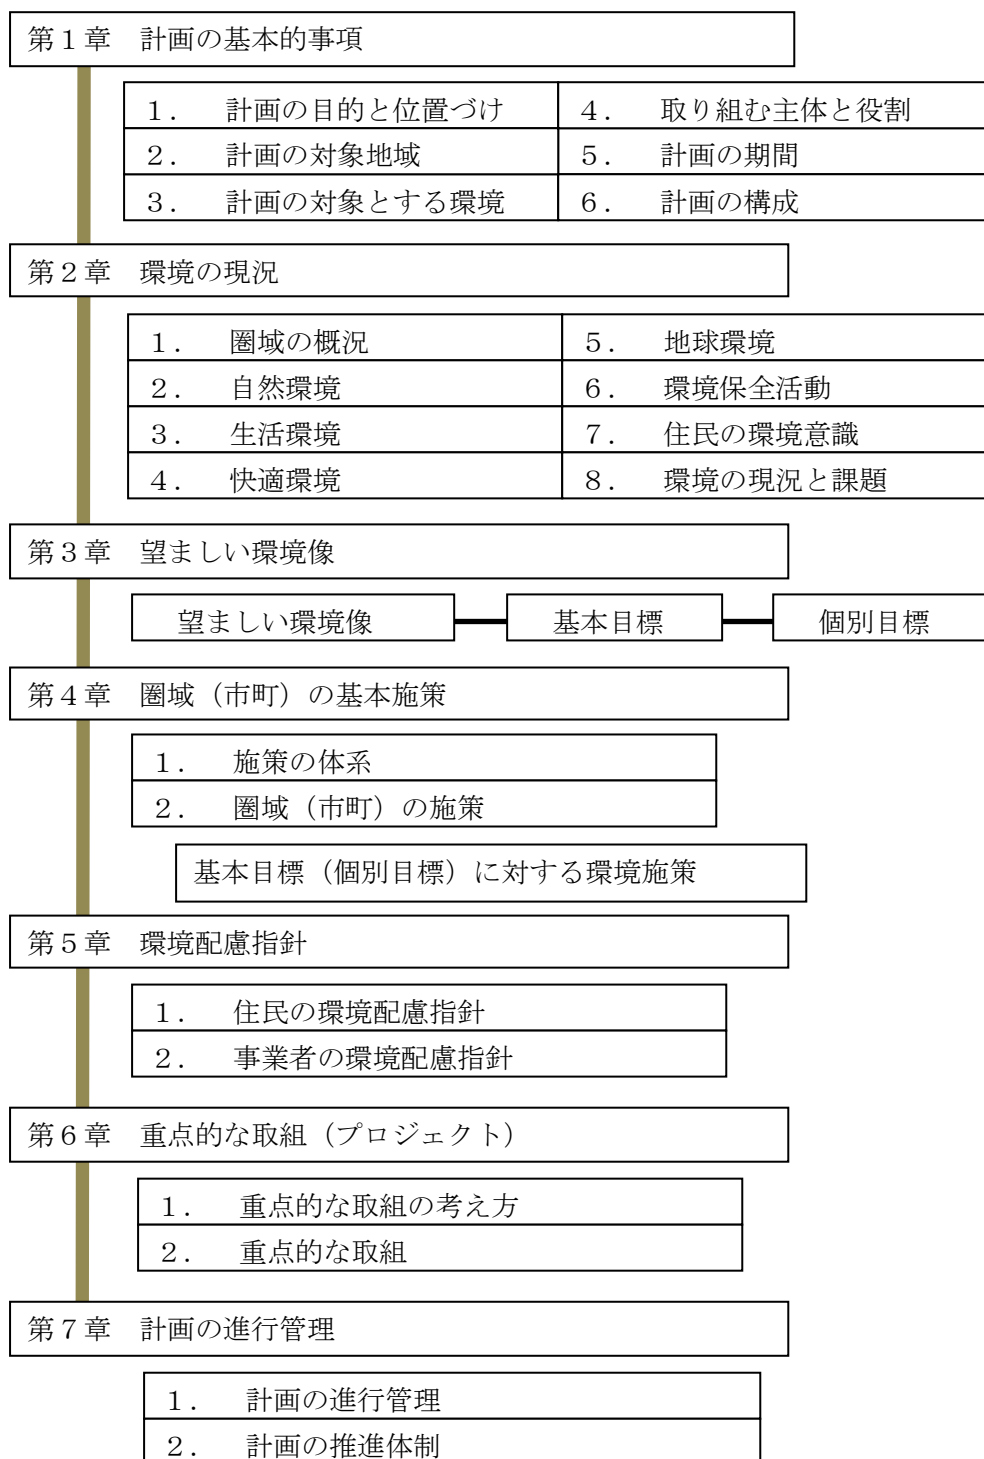 第１章　計画の基本的事項
１．　計画の目的と位置づけ
２．　計画の対象地域
３．　計画の対象とする環境
４．　取り組む主体と役割
５．　計画の期間
６．　計画の構成
第２章　環境の現況
１．　圏域の概況
２．　自然環境
３．　生活環境
４．　快適環境
５．　地球環境
６．　環境保全活動
７．　住民の環境意識
８．　環境の現況と課題
第３章　望ましい環境像
望ましい環境像　基本目標　個別目標
第４章　圏域（市町）の基本施策
１．　施策の体系
２．　圏域（市町）の施策
基本目標（個別目標）に対する環境施策
第５章　環境配慮指針
１．　住民の環境配慮指針
２．　事業者の環境配慮指針
第６章　重点的な取組（プロジェクト）
１．　重点的な取組の考え方
２．　重点的な取組
第７章　計画の進行管理
１．　計画の進行管理
２．　計画の推進体制